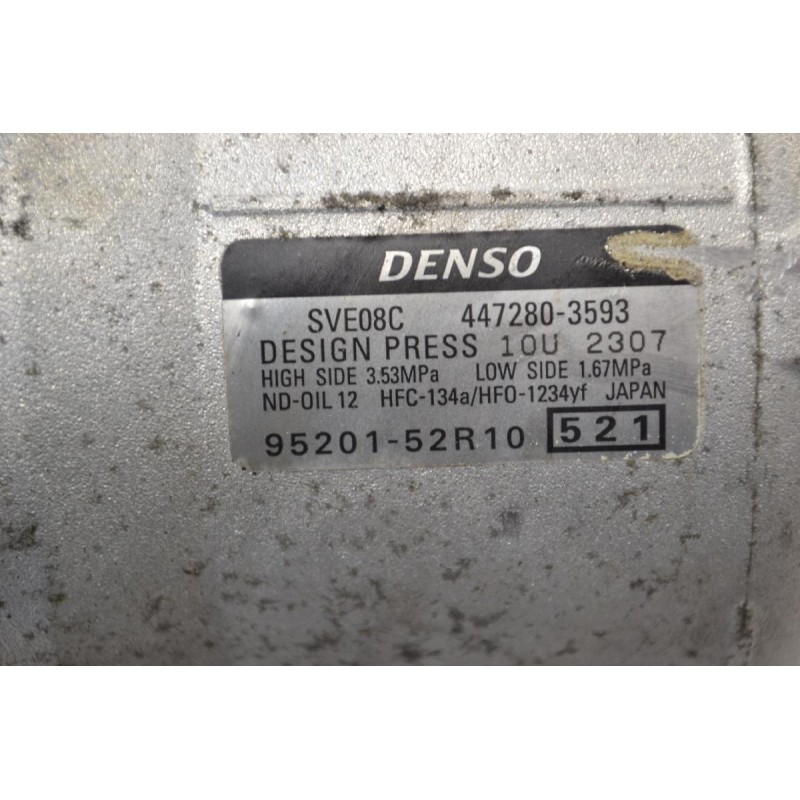 DENSO
SVE08C 447280-3593
DESIGN PRESS 10U 2307
HIGH SIDE 3.53MPa LOW SIDE 1.67MPa
ND-OIL 12 HFC-134a/HFO-1234yf JAPAN
95201-52R10 521